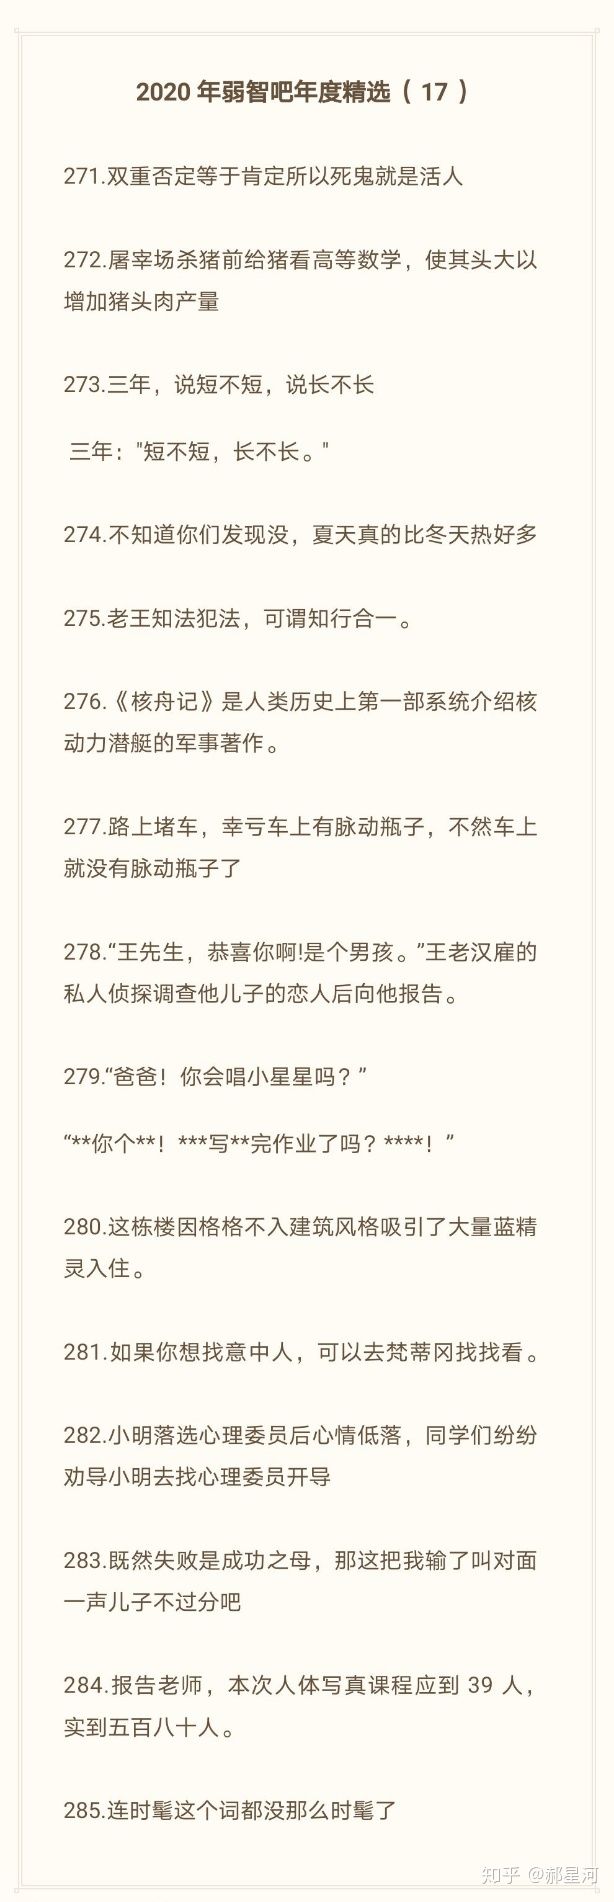 2020 年弱智吧年度精选（ 17 ）
271.双重否定等于肯定所以死鬼就是活人
272.屠宰场杀猪前给猪看高等数学，使其头大以
增加猪头肉产量
273.三年，说短不短，说长不长
三年："短不短，长不长。"
274.不知道你们发现没，夏天真的比冬天热好多
275.老王知法犯法，可谓知行合一。
276.《核舟记》是人类历史上第一部系统介绍核
动力潜艇的军事著作。
277.路上堵车，幸亏车上有脉动瓶子，不然车上
就没有脉动瓶子了
278.“王先生，恭喜你啊!是个男孩。”王老汉雇的
私人侦探调查他儿子的恋人后向他报告。
279.“爸爸！你会唱小星星吗？”
“**你个**！***写**完作业了吗？****！”
280.这栋楼因格格不入建筑风格吸引了大量蓝精
灵入住。
281.如果你想找意中人，可以去梵蒂冈找找看。
282.小明落选心理委员后心情低落，同学们纷纷
劝导小明去找心理委员开导
283.既然失败是成功之母，那这把我输了叫对面
一声儿子不过分吧
284.报告老师，本次人体写真课程应到 39 人，
实到五百八十人。
285.连时髦这个词都没那么时髦了
知乎 @郝星河